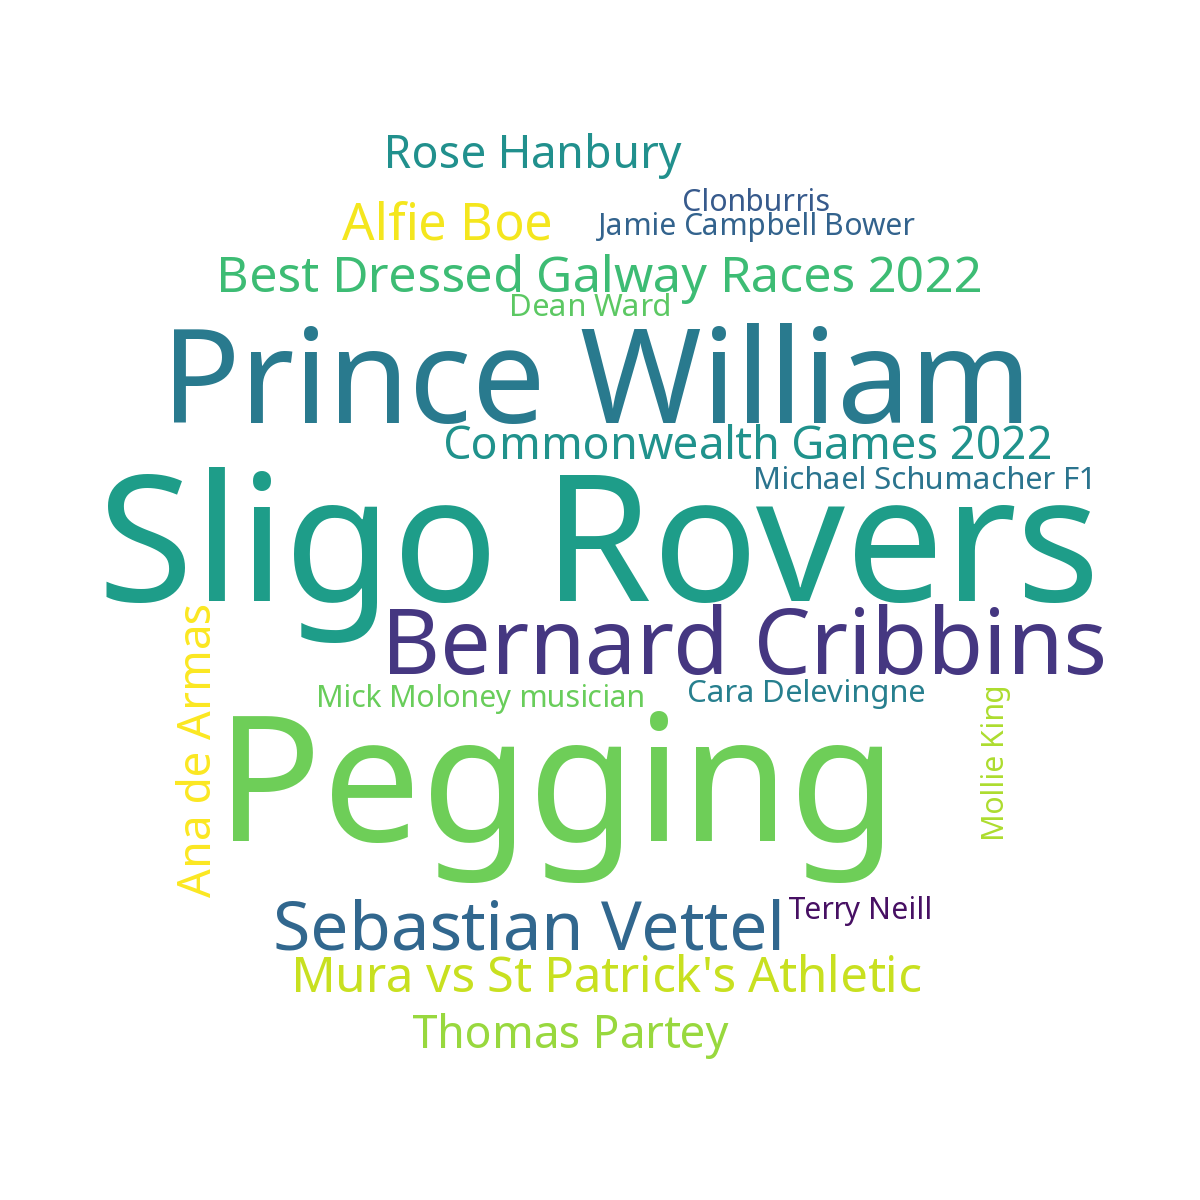 Rose Hanbury
Clonburris
Alfie Boe
Jamie Campbell Bower
Best Dressed Galway Races 2022
Dean Ward
Prince William
Commonwealth Games 2022
Michael Schumacher F1
Sligo Rovers
Bernard Cribbins
Ana de Armas
Mick Moloney musician
Cara Delevingne
Mollie King
Pegging
Sebastian Vettel
Terry Neill
Mura vs St Patrick's Athletic
Thomas Partey